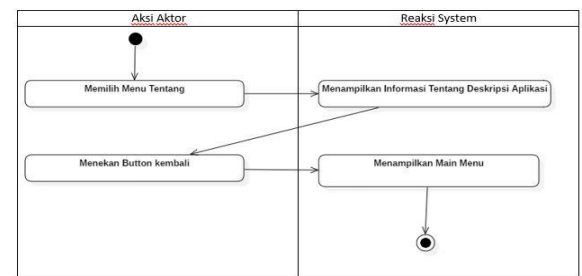 Aksi Aktor
Reaksi System
Memilih Menu Tentang
Menampilkan Informasi Tentang Deskripsi Aplikasi
Menekan Button kembali
Menampilkan Main Menu